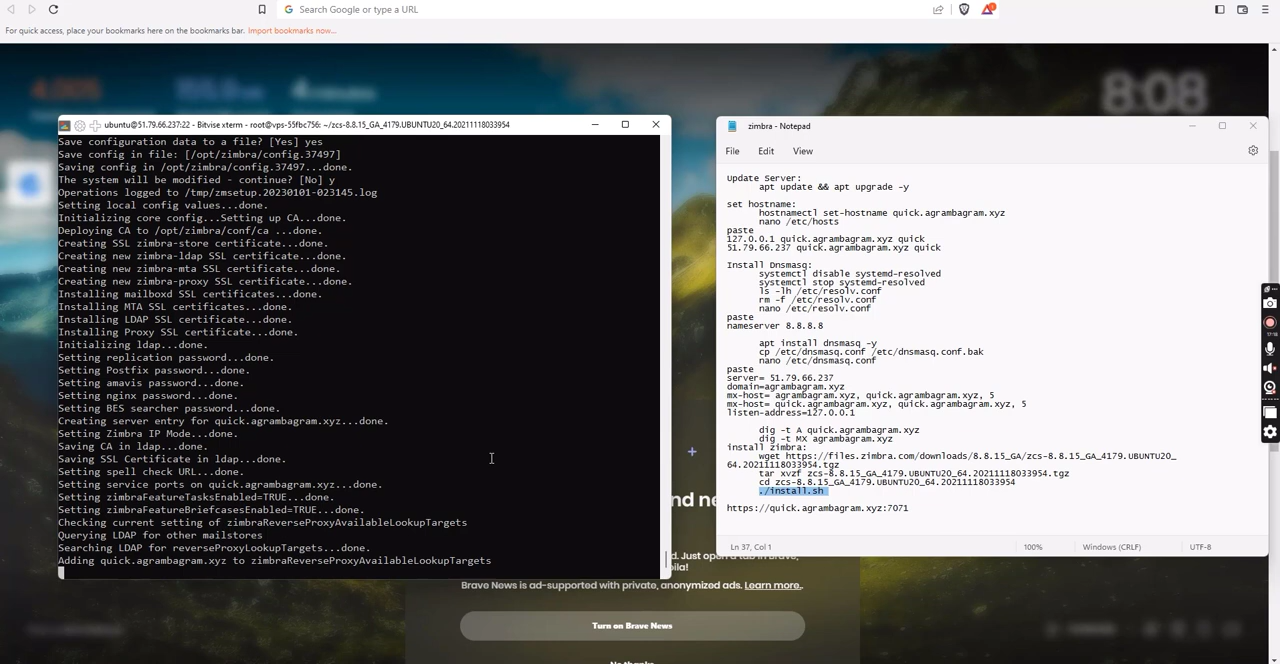 Search Google or type a URL
For quick access, place your bookmarks here on the bookmarks bar. Import bookmarks now...
8:08
ubuntu@51.79.66.237:22 - Bitvise xterm - root@vps-55fbc756: ~/zcs-8.8.15_GA_4179.UBUNTU20_64.20211118033954
Save configuration data to a file? [Yes] yes
Save config in file: [/opt/zimbra/config.37497]
Saving config in /opt/zimbra/config.37497...done.
The system will be modified - continue? [No] y
Operations logged to /tmp/zmsetup.20230101-023145.log
Setting local config values...done.
Initializing core config...Setting up CA...done.
Deploying CA to /opt/zimbra/conf/ca ...done.
Creating SSL zimbra-store certificate...done.
Creating new zimbra-ldap SSL certificate...done.
Creating new zimbra-mta SSL certificate...done.
Creating new zimbra-proxy SSL certificate...done.
Installing mailboxd SSL certificates...done.
Installing MTA SSL certificate...done.
Installing LDAP SSL certificate...done.
Installing Proxy SSL certificate...done.
Initializing ldap...done.
Setting replication password...done.
Setting Postfix password...done.
Setting amavis password...done.
Setting nginx password...done.
Setting BES searcher password...done.
Creating server entry for quick.agrambagram.xyz...done.
Setting Zimbra IP Mode...done.
Saving CA in ldap...done.
Saving SSL Certificate in ldap...done.
Setting spell check URL...done.
Setting service ports on quick.agrambagram.xyz...done.
Setting zimbraFeatureTasksEnabled=TRUE...done.
Setting zimbraFeatureBriefcasesEnabled=TRUE...done.
Checking current setting of zimbraReverseProxyAvailableLookupTargets
Querying LDAP for other mailstores
Searching LDAP for reverseProxyLookupTargets...done.
Adding quick.agrambagram.xyz to zimbraReverseProxyAvailableLookupTargets
zimbra - Notepad
File Edit View
Update Server:
apt update && apt upgrade -y
set hostname:
hostnamectl set-hostname quick.agrambagram.xyz
nano /etc/hosts
paste
127.0.0.1 quick.agrambagram.xyz quick
51.79.66.237 quick.agrambagram.xyz quick
Install Dnsmasq:
systemctl disable systemd-resolved
systemctl stop systemd-resolved
ls -lh /etc/resolv.conf
rm -f /etc/resolv.conf
nano /etc/resolv.conf
paste
nameserver 8.8.8.8
apt install dnsmasq -y
cp /etc/dnsmasq.conf /etc/dnsmasq.conf.bak
nano /etc/dnsmasq.conf
paste
server= 51.79.66.237
domain=agrambagram.xyz
mx-host= agrambagram.xyz, quick.agrambagram.xyz, 5
mx-host= quick.agrambagram.xyz, quick.agrambagram.xyz, 5
listen-address=127.0.0.1
dig -t A quick.agrambagram.xyz
dig -t MX agrambagram.xyz
install zimbra:
wget https://files.zimbra.com/downloads/8.8.15_GA/zcs-8.8.15_GA_4179.UBUNTU20_
64.20211118033954.tgz
tar xvzf zcs-8.8.15_GA_4179.UBUNTU20_64.20211118033954.tgz
cd zcs-8.8.15_GA_4179.UBUNTU20_64.20211118033954
./install.sh
https://quick.agrambagram.xyz:7071
Ln 37, Col 1 100% Windows (CRLF) UTF-8
Brave News is ad-supported with private, anonymized ads. Learn more.
Turn on Brave News